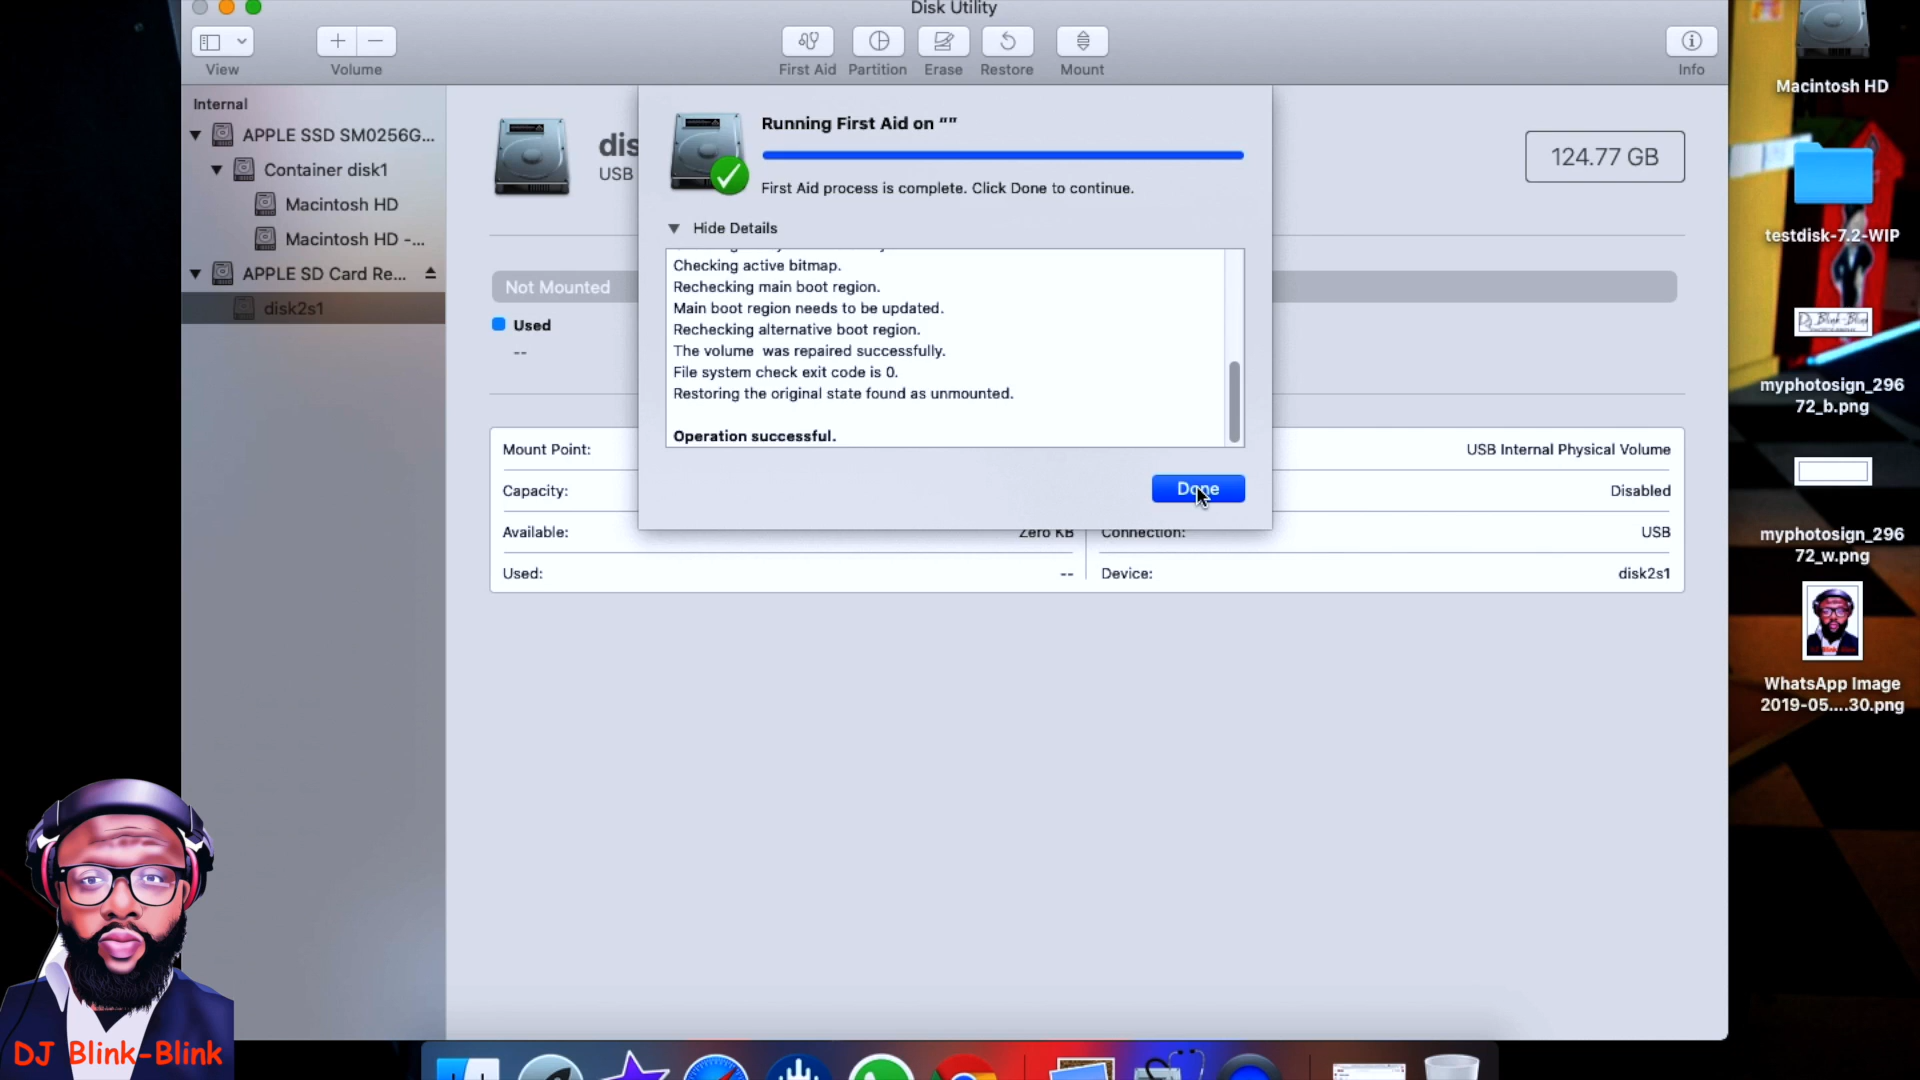 Disk Utility
View
Volume
First Aid
Partition
Erase
Restore
Mount
Info
Internal
APPLE SSD SM0256G...
Container disk1
Macintosh HD
Macintosh HD -...
APPLE SD Card Re...
disk2s1
dis
USB
124.77 GB
Not Mounted
Used
--
Running First Aid on “”
First Aid process is complete. Click Done to continue.
Hide Details
Checking active bitmap.
Rechecking main boot region.
Main boot region needs to be updated.
Rechecking alternative boot region.
The volume  was repaired successfully.
File system check exit code is 0.
Restoring the original state found as unmounted.
Operation successful.
Done
Mount Point:
USB Internal Physical Volume
Capacity:
Disabled
Available:
Zero KB
Connection:
USB
Used:
--
Device:
disk2s1
Macintosh HD
testdisk-7.2-WIP
Dj Blink-Blink
myphotosign_296
72_b.png
myphotosign_296
72_w.png
WhatsApp Image
2019-05....30.png
DJ Blink-Blink